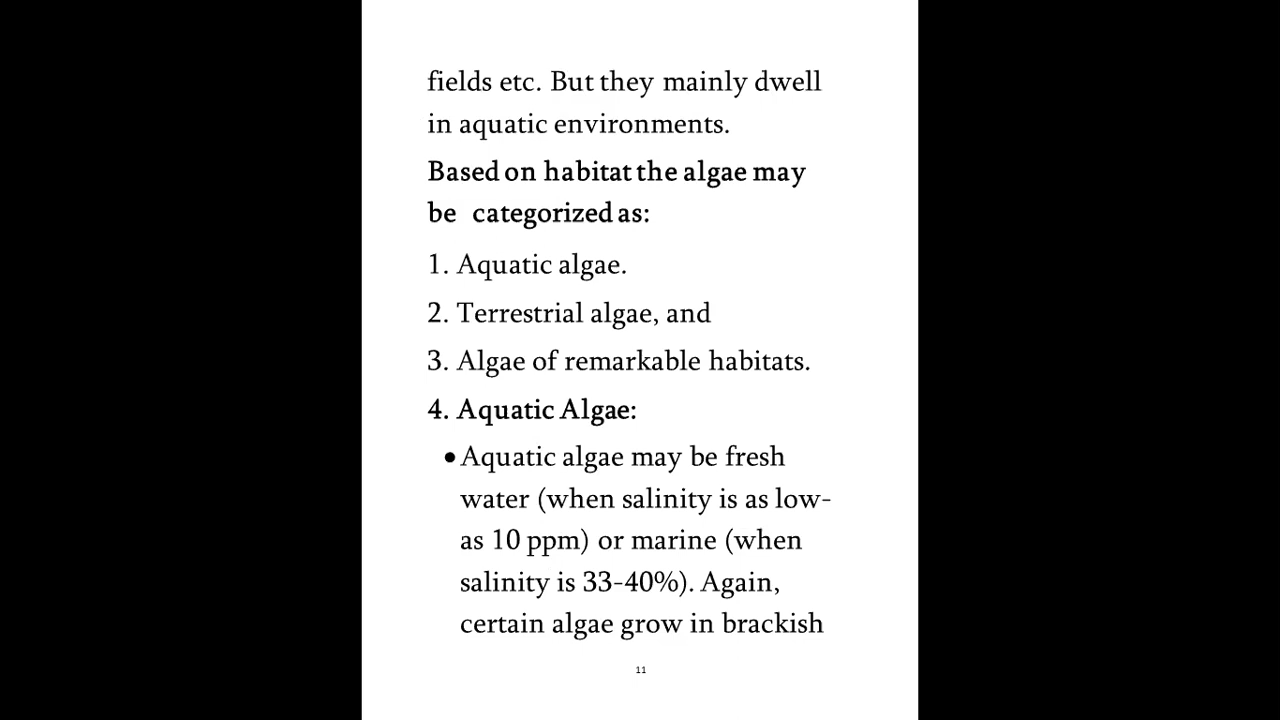 fields etc. But they mainly dwell
in aquatic environments.
Based on habitat the algae may
be categorized as:
1. Aquatic algae.
2. Terrestrial algae, and
3. Algae of remarkable habitats.
4. Aquatic Algae:
•Aquatic algae may be fresh
water (when salinity is as low-
as 10 ppm) or marine (when
salinity is 33-40%). Again,
certain algae grow in brackish
11